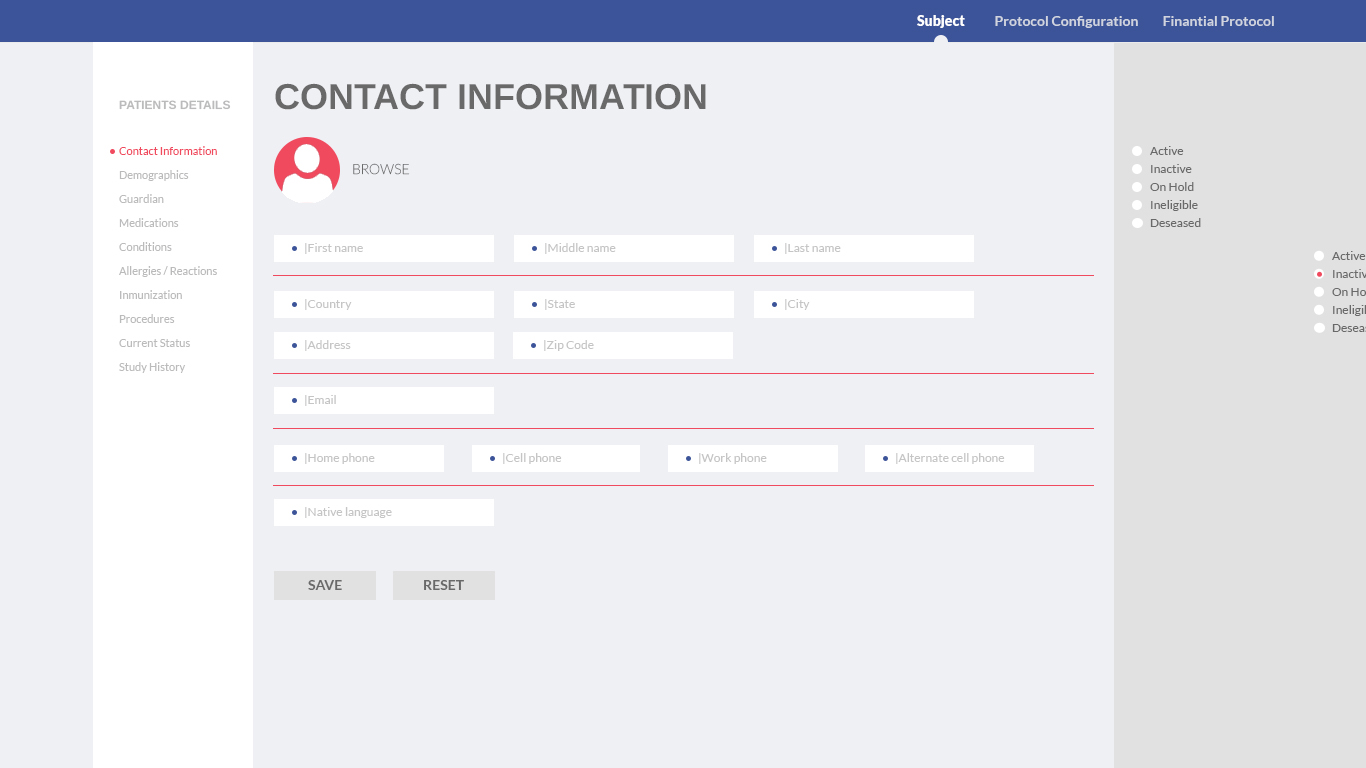 Subject Protocol Configuration Finantial Protocol
PATIENTS DETAILS
Contact Information
Demographics
Guardian
Medications
Conditions
Allergies / Reactions
Inmunization
Procedures
Current Status
Study History
CONTACT INFORMATION
BROWSE
|First name |Middle name |Last name
|Country |State |City
|Address |Zip Code
|Email
|Home phone |Cell phone |Work phone |Alternate cell phone
|Native language
SAVE RESET
Active
Inactive
On Hold
Ineligible
Deseased
Active
Inactiv
On Ho
Ineligi
Deseas